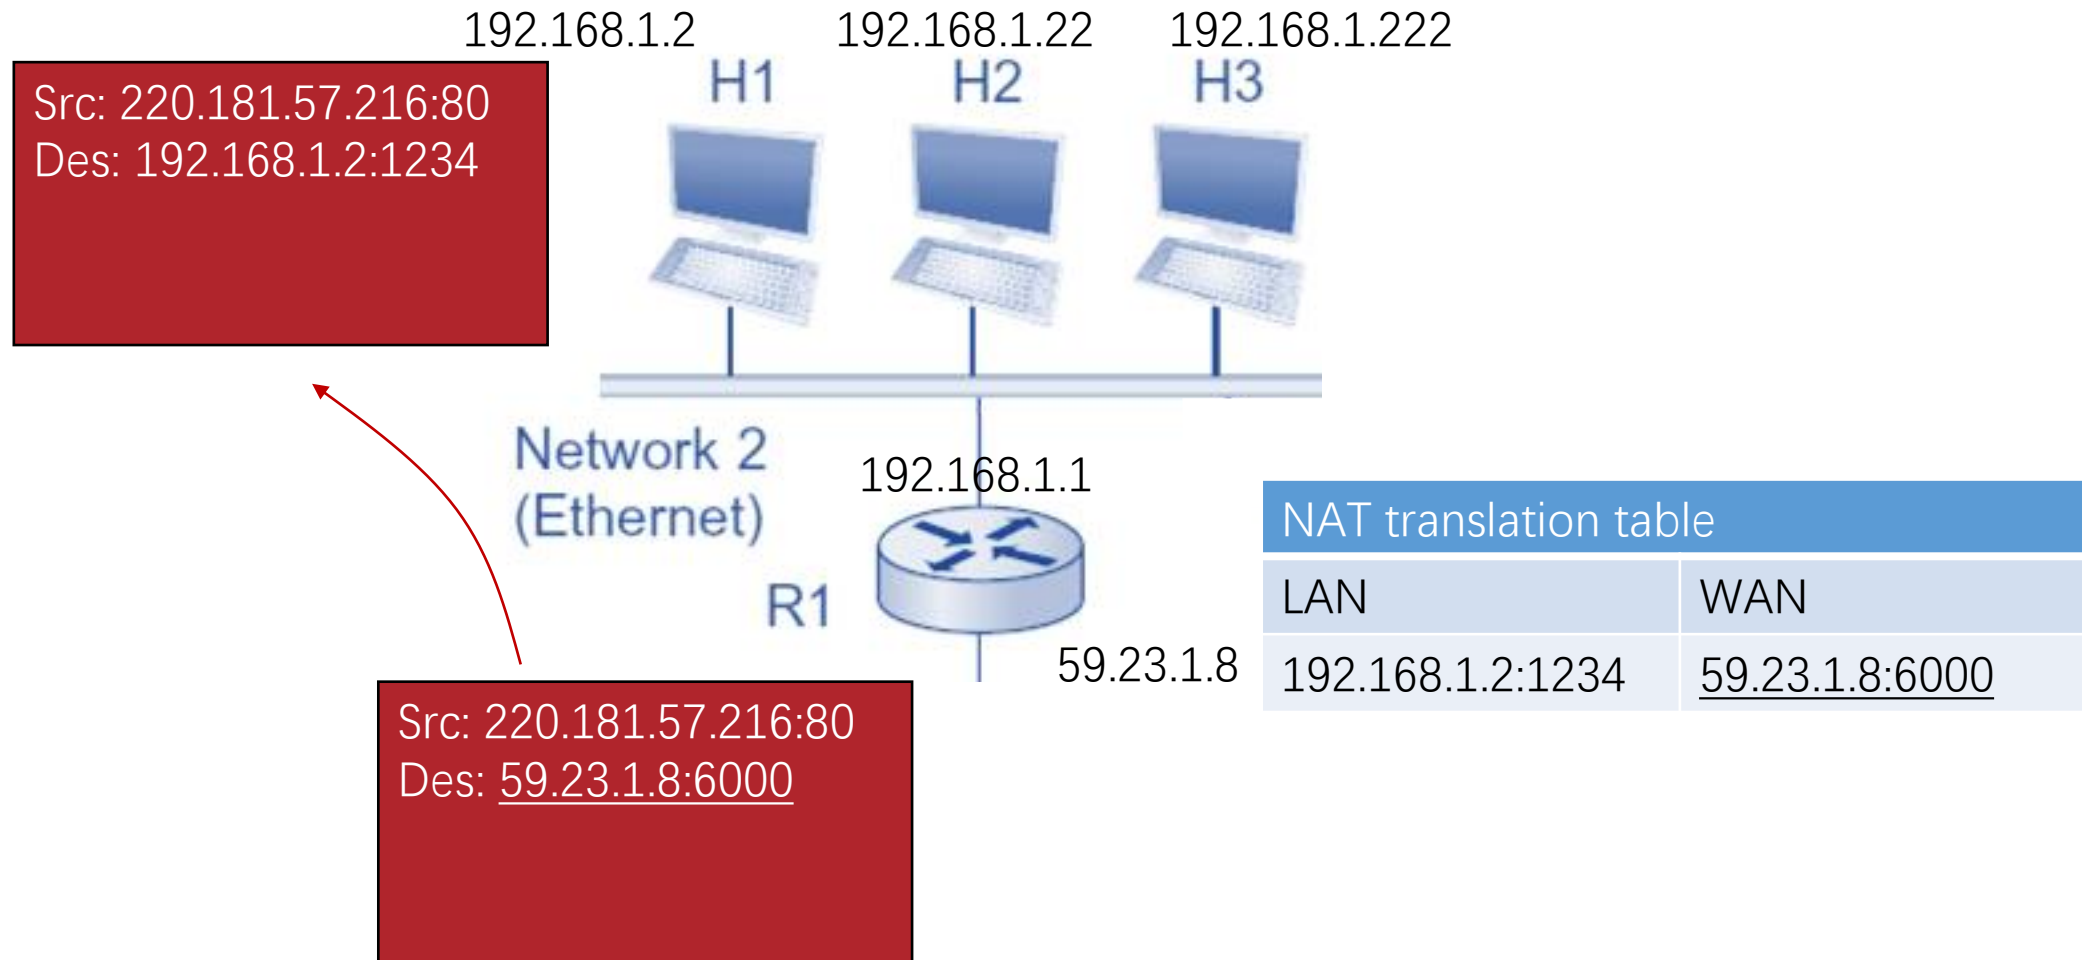 192.168.1.2
192.168.1.22
192.168.1.222
H1
H2
H3
Src: 220.181.57.216:80
Des: 192.168.1.2:1234
Network 2
(Ethernet)
192.168.1.1
R1
59.23.1.8
NAT translation table
LAN
WAN
192.168.1.2:1234
59.23.1.8:6000
Src: 220.181.57.216:80
Des: 59.23.1.8:6000